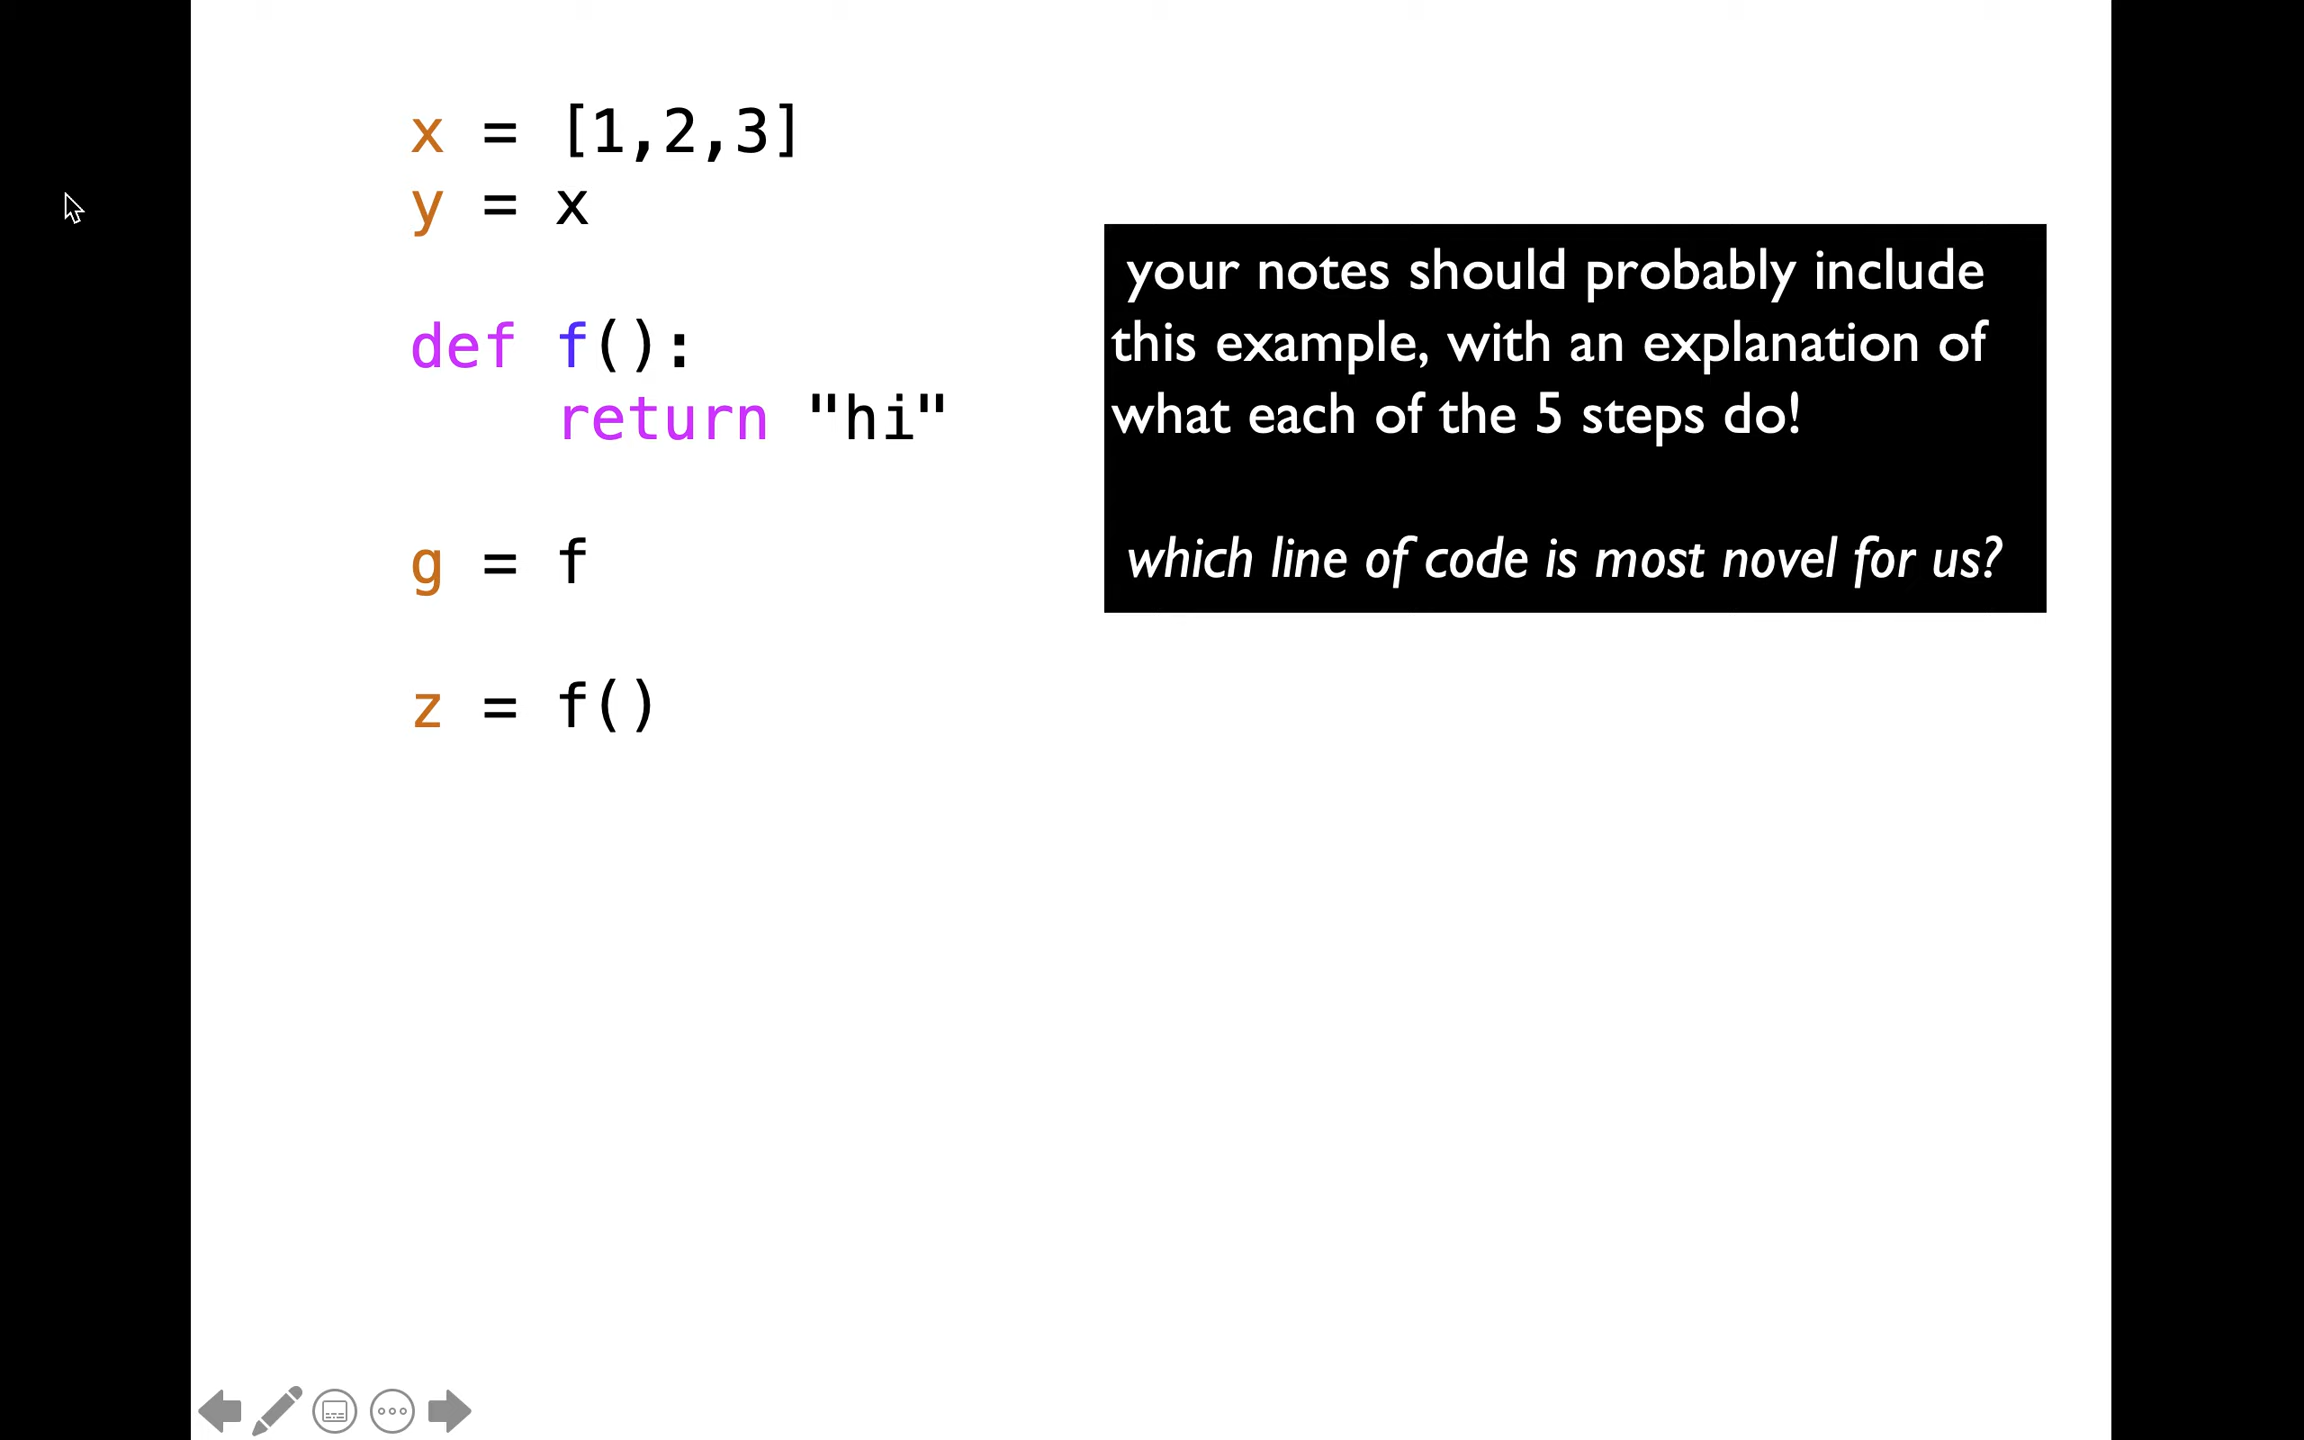 x = [1,2,3]
y = x
def f():
    return "hi"
g = f
z = f()
your notes should probably include
this example, with an explanation of
what each of the 5 steps do!
which line of code is most novel for us?